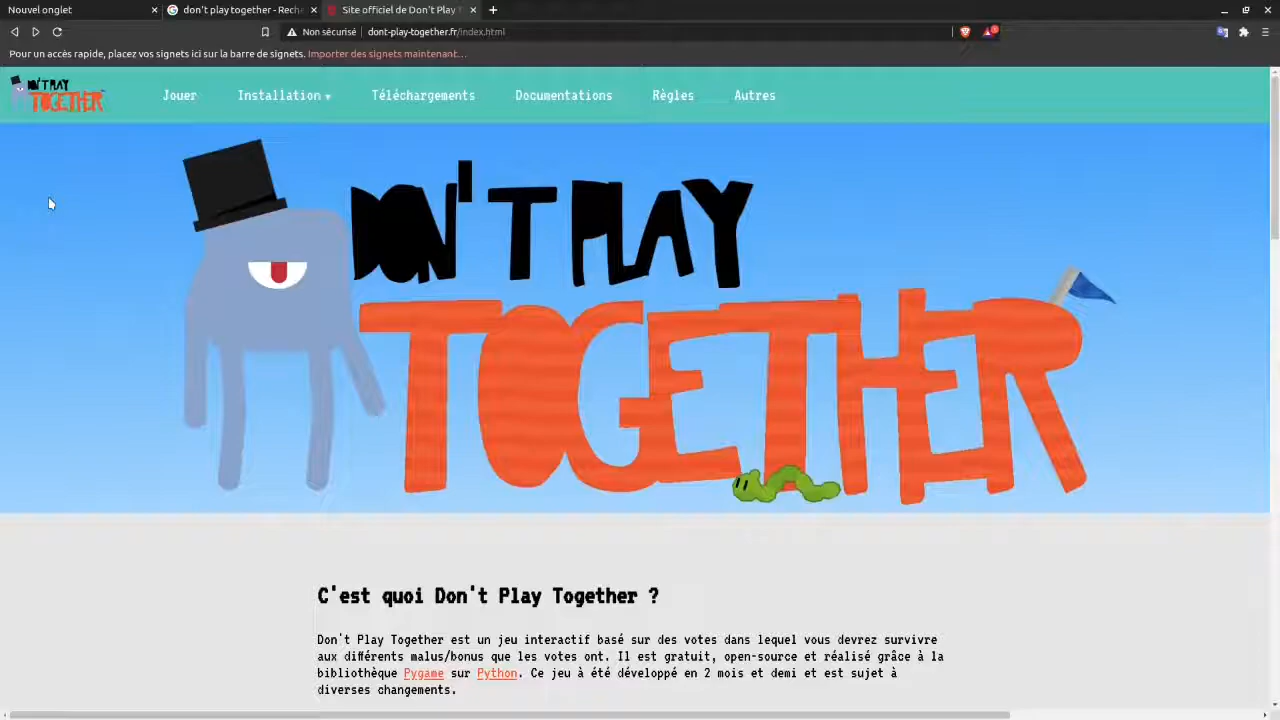 Nouvel onglet
don't play together - Reche
Site officiel de Don't Play T
Non sécurisé
dont-play-together.fr/index.html
Pour un accès rapide, placez vos signets ici sur la barre de signets. Importer des signets maintenant…
DON'T PLAY
TOGETHER
Jouer
Installation ▾
Téléchargements
Documentations
Règles
Autres
DON'T PLAY
TOGETHER
C'est quoi Don't Play Together ?
Don't Play Together est un jeu interactif basé sur des votes dans lequel vous devrez survivre
aux différents malus/bonus que les votes ont. Il est gratuit, open-source et réalisé grâce à la
bibliothèque Pygame sur Python. Ce jeu à été développé en 2 mois et demi et est sujet à
diverses changements.